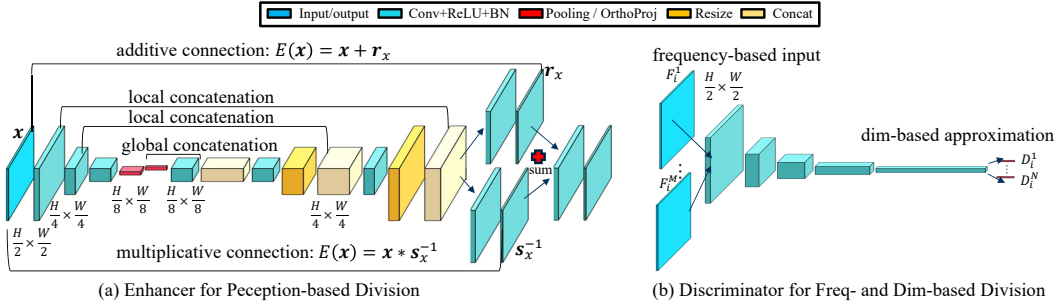 Input/output Conv+ReLU+BN Pooling / OrthoProj Resize Concat
additive connection: E(x) = x + r_x
r_x
local concatenation
local concatenation
x
global concatenation
sum
H/8 × W/8 H/8 × W/8
H/4 × W/4 H/4 × W/4
H/2 × W/2
multiplicative connection: E(x) = x ∗ s_x^{-1}
s_x^{-1}
(a) Enhancer for Peception-based Division
frequency-based input
F_i^1
H/2 × W/2
dim-based approximation
⋮
F_i^M
D_i^1
⋮
D_i^N
(b) Discriminator for Freq- and Dim-based Division